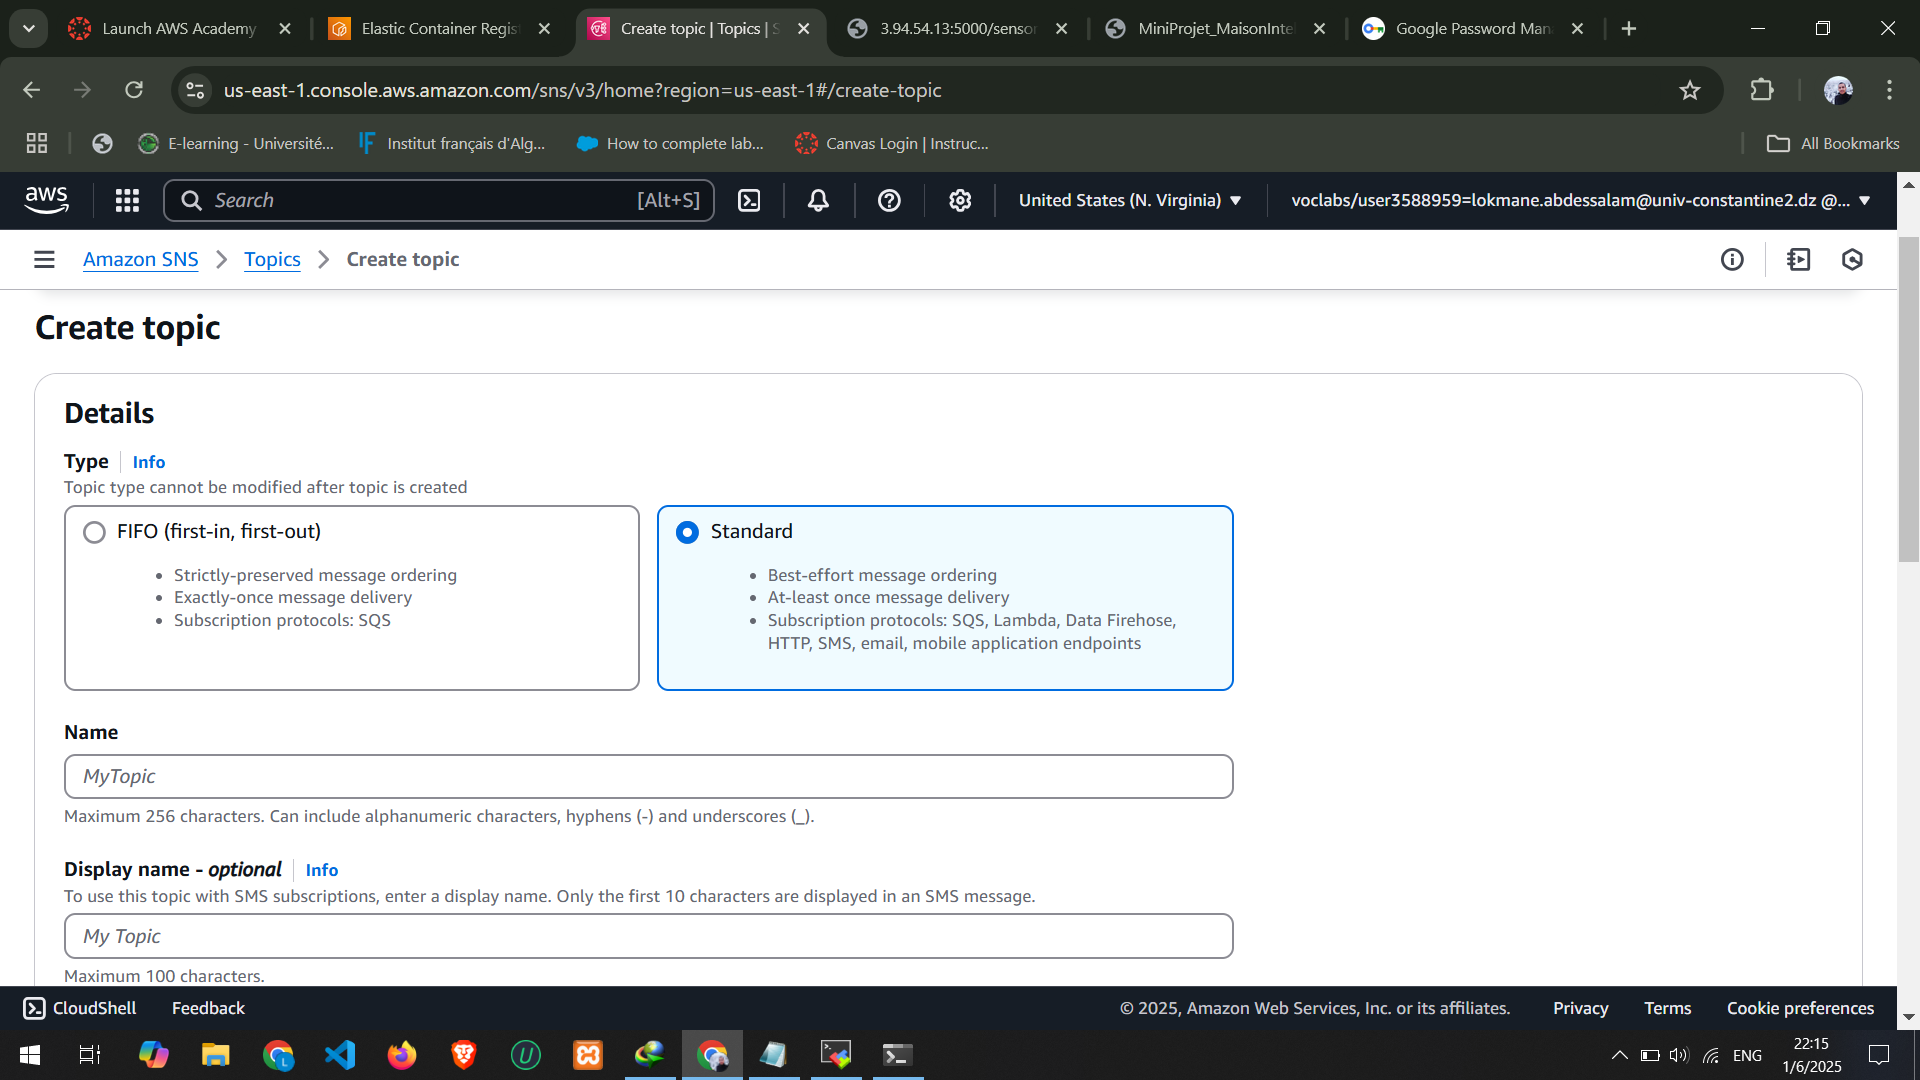 Launch AWS Academy
Elastic Container Regist
Create topic | Topics | S
3.94.54.13:5000/sensor
MiniProjet_MaisonIntel
Google Password Man
us-east-1.console.aws.amazon.com/sns/v3/home?region=us-east-1#/create-topic
E-learning - Université...
Institut français d'Alg...
How to complete lab...
Canvas Login | Instruc...
All Bookmarks
aws
Search
[Alt+S]
United States (N. Virginia)
voclabs/user3588959=lokmane.abdessalam@univ-constantine2.dz @...
Amazon SNS
Topics
Create topic
Create topic
Details
Type
Info
Topic type cannot be modified after topic is created
FIFO (first-in, first-out)
• Strictly-preserved message ordering
• Exactly-once message delivery
• Subscription protocols: SQS
Standard
• Best-effort message ordering
• At-least once message delivery
• Subscription protocols: SQS, Lambda, Data Firehose,
HTTP, SMS, email, mobile application endpoints
Name
MyTopic
Maximum 256 characters. Can include alphanumeric characters, hyphens (-) and underscores (_).
Display name - optional
Info
To use this topic with SMS subscriptions, enter a display name. Only the first 10 characters are displayed in an SMS message.
My Topic
Maximum 100 characters.
CloudShell
Feedback
© 2025, Amazon Web Services, Inc. or its affiliates.
Privacy
Terms
Cookie preferences
ENG
22:15
1/6/2025